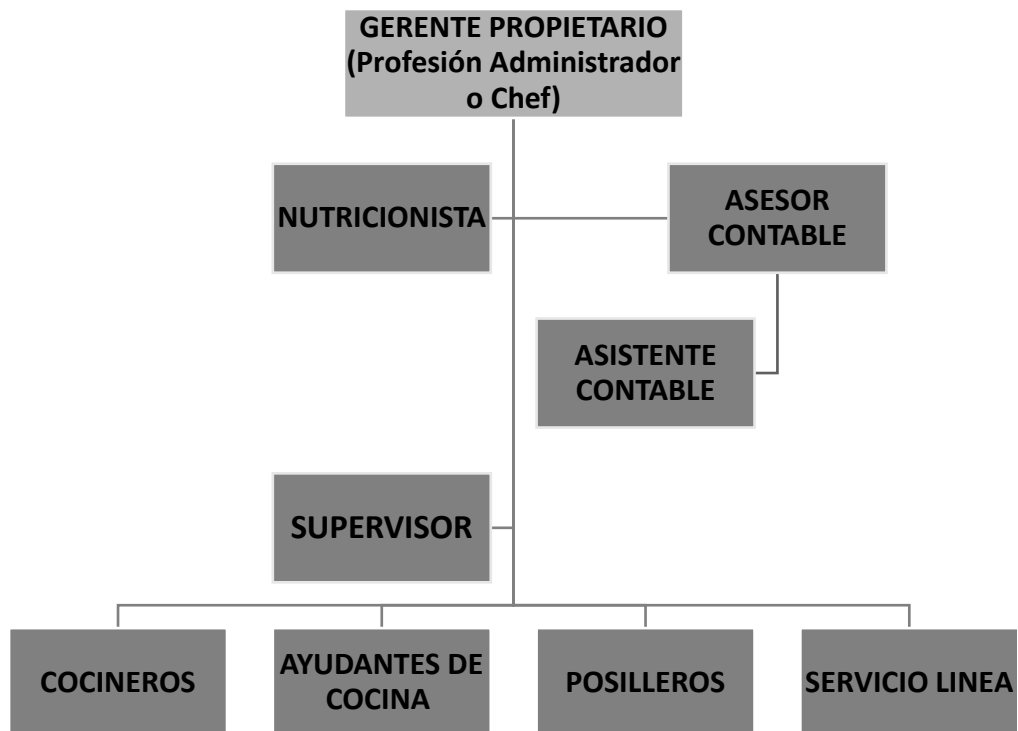 GERENTE PROPIETARIO
(Profesión Administrador
o Chef)
NUTRICIONISTA
ASESOR
CONTABLE
ASISTENTE
CONTABLE
SUPERVISOR
COCINEROS
AYUDANTES DE
COCINA
POSILLEROS
SERVICIO LINEA